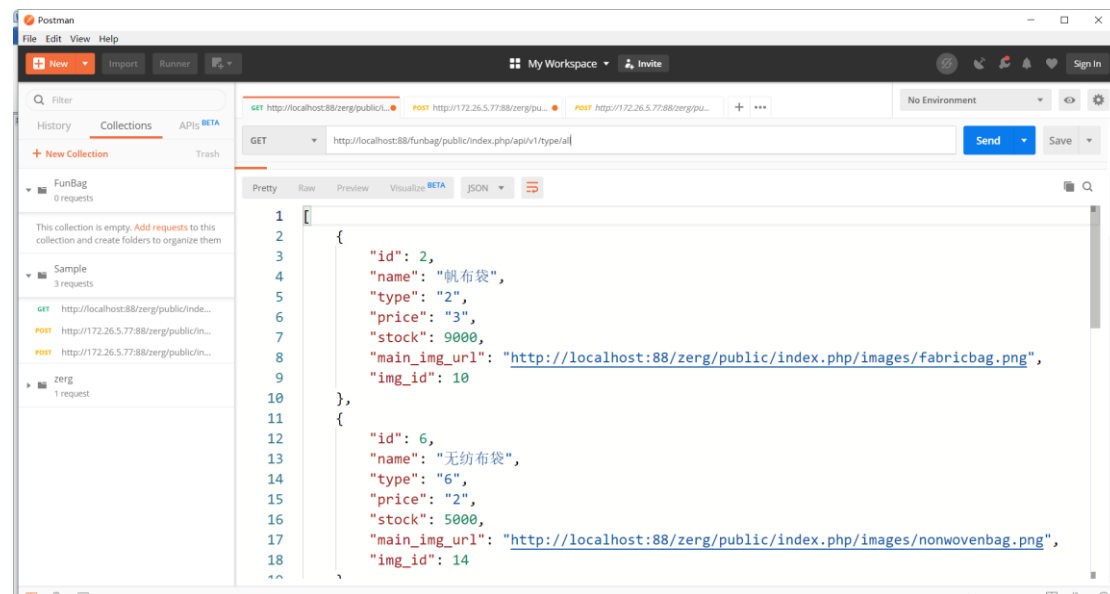 Postman
File Edit View Help
New Import Runner My Workspace Invite Sign In
Filter
History Collections APIs BETA
+ New Collection Trash
FunBag
0 requests
This collection is empty. Add requests to this
collection and create folders to organize them
Sample
3 requests
GET http://localhost:88/zerg/public/inde...
POST http://172.26.5.77:88/zerg/public/in...
POST http://172.26.5.77:88/zerg/public/in...
zerg
1 request
GET http://localhost:88/zerg/public/i... POST http://172.26.5.77:88/zerg/pu... POST http://172.26.5.77:88/zerg/pu... + ... No Environment
GET http://localhost:88/funbag/public/index.php/api/v1/type/all Send Save
Pretty Raw Preview Visualize BETA JSON
1 [
2 {
3 "id": 2,
4 "name": "帆布袋",
5 "type": "2",
6 "price": "3",
7 "stock": 9000,
8 "main_img_url": "http://localhost:88/zerg/public/index.php/images/fabricbag.png",
9 "img_id": 10
10 },
11 {
12 "id": 6,
13 "name": "无纺布袋",
14 "type": "6",
15 "price": "2",
16 "stock": 5000,
17 "main_img_url": "http://localhost:88/zerg/public/index.php/images/nonwovenbag.png",
18 "img_id": 14